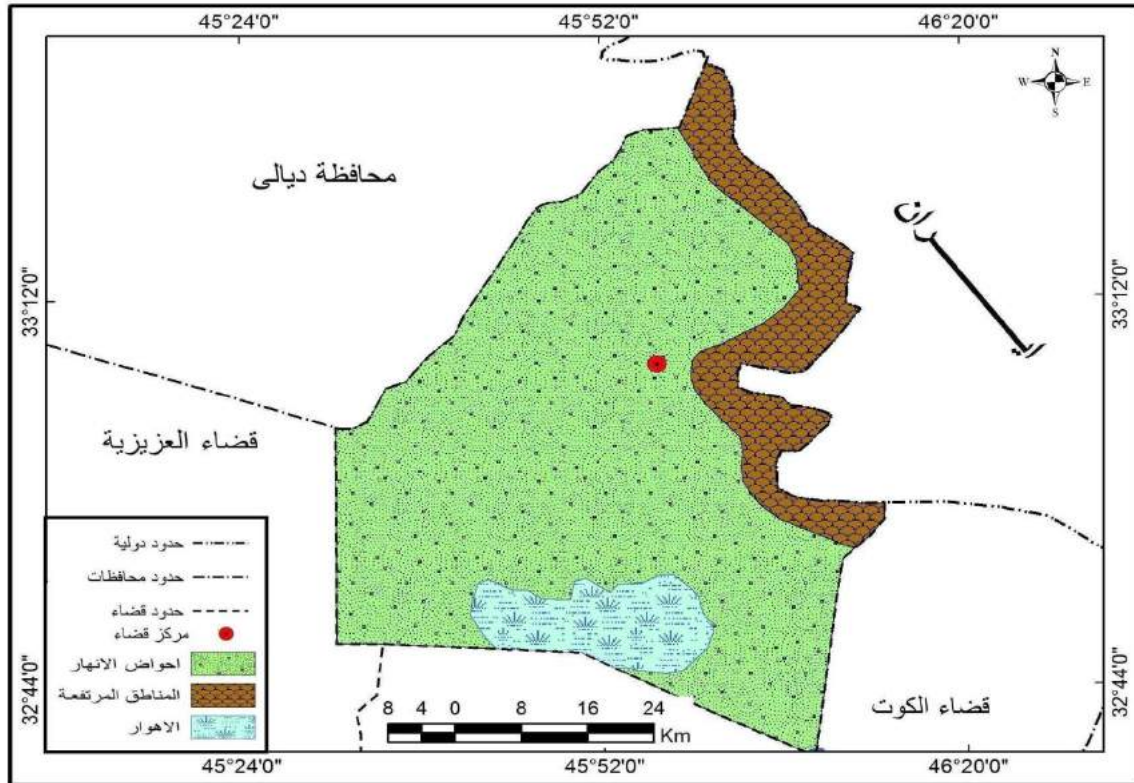 45°24'0" 45°52'0" 46°20'0"
N
W E
S
محافظة ديالى
33°12'0" 33°12'0"
قضاء العزيزية
حدود دولية
حدود محافظات
حدود قضاء
مركز قضاء
احواض الانهار
المناطق المرتفعة
الاهوار
32°44'0" 32°44'0"
قضاء الكوت
8 4 0 8 16 24
Km
45°24'0" 45°52'0" 46°20'0"